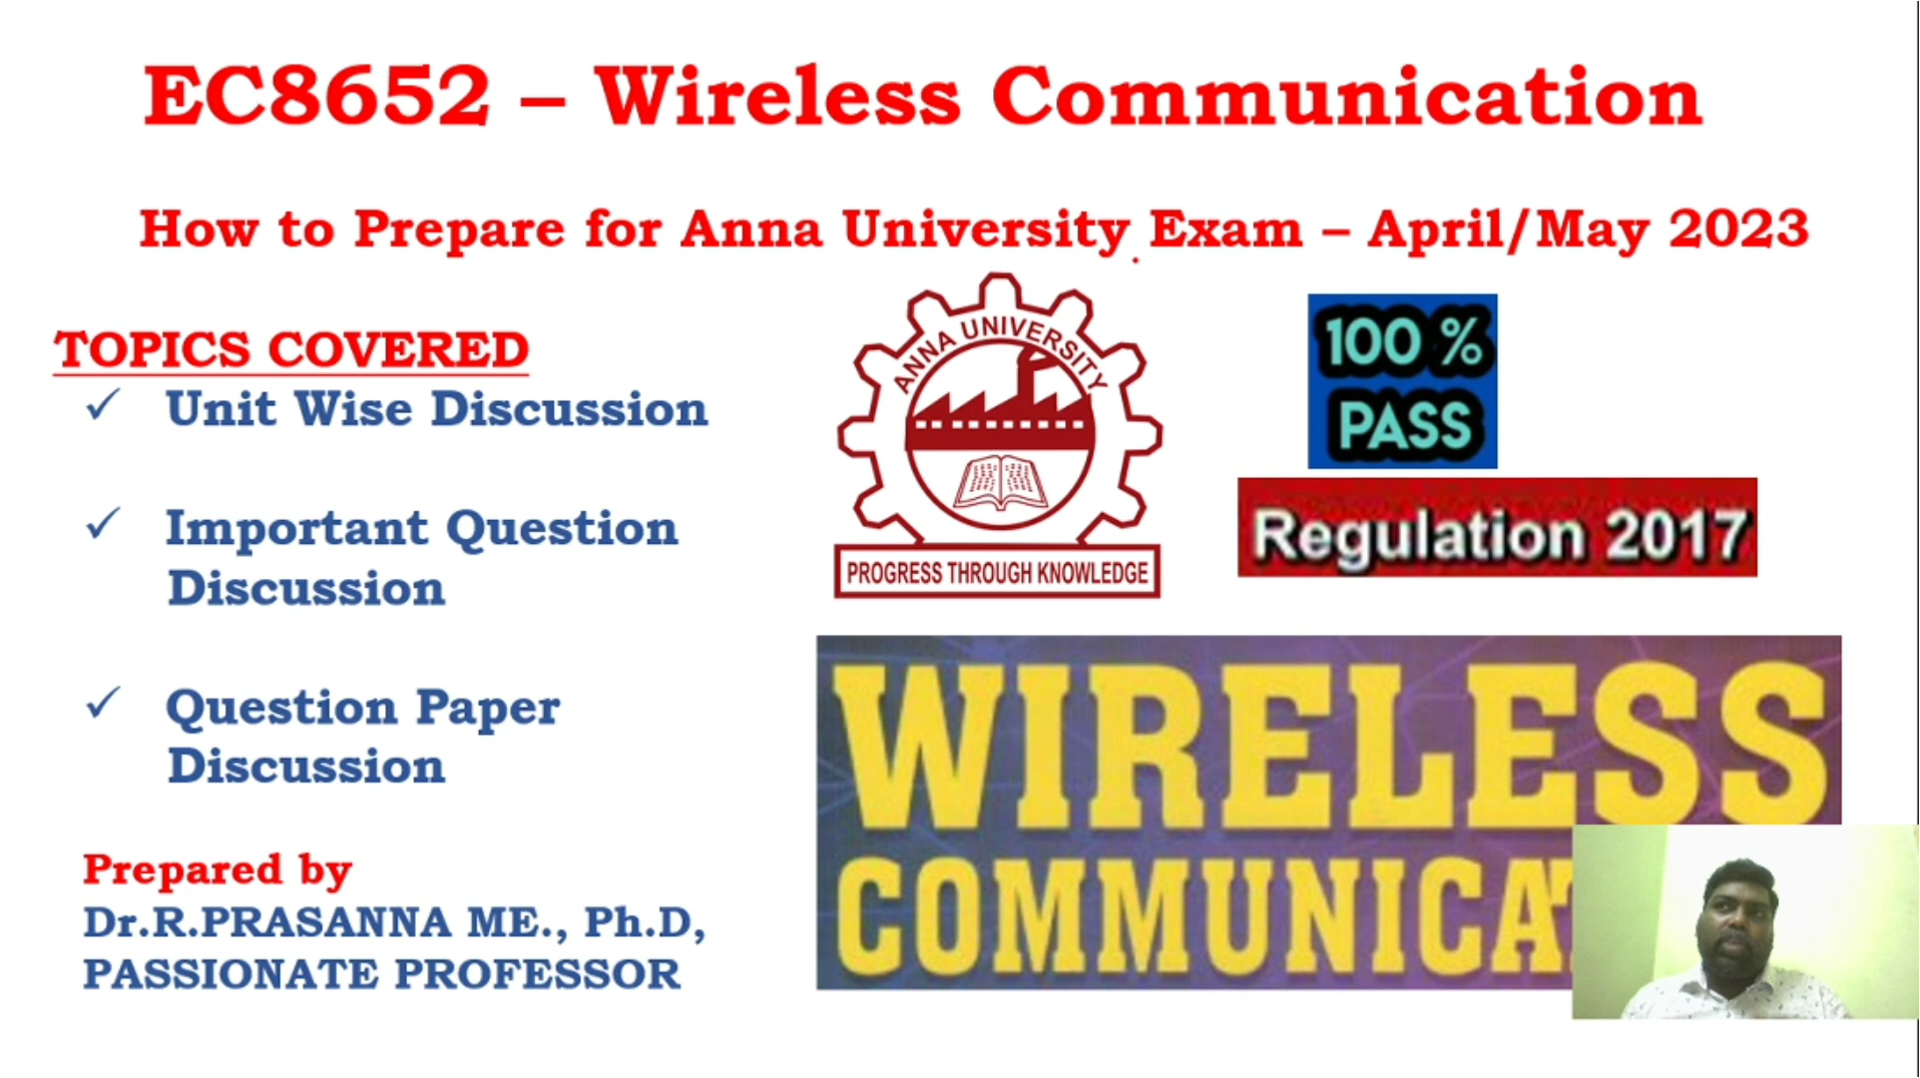 EC8652 – Wireless Communication
How to Prepare for Anna University Exam – April/May 2023
TOPICS COVERED
✓ Unit Wise Discussion
✓ Important Question
Discussion
✓ Question Paper
Discussion
Prepared by
Dr.R.PRASANNA ME., Ph.D,
PASSIONATE PROFESSOR
ANNA UNIVERSITY
PROGRESS THROUGH KNOWLEDGE
100 %
PASS
Regulation 2017
WIRELESS
COMMUNICAT